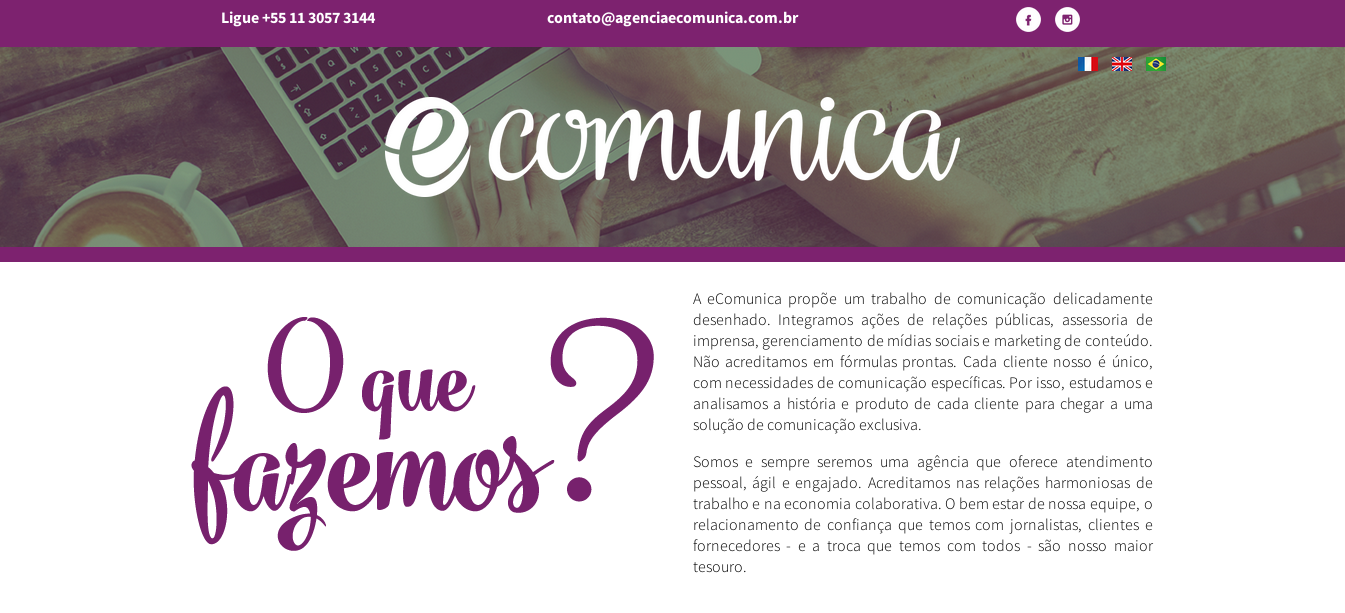 Ligue +55 11 3057 3144
contato@agenciaecomunica.com.br
ecomunica
O que
fazemos?
A eComunica propõe um trabalho de comunicação delicadamente
desenhado. Integramos ações de relações públicas, assessoria de
imprensa, gerenciamento de mídias sociais e marketing de conteúdo.
Não acreditamos em fórmulas prontas. Cada cliente nosso é único,
com necessidades de comunicação específicas. Por isso, estudamos e
analisamos a história e produto de cada cliente para chegar a uma
solução de comunicação exclusiva.
Somos e sempre seremos uma agência que oferece atendimento
pessoal, ágil e engajado. Acreditamos nas relações harmoniosas de
trabalho e na economia colaborativa. O bem estar de nossa equipe, o
relacionamento de confiança que temos com jornalistas, clientes e
fornecedores - e a troca que temos com todos - são nosso maior
tesouro.